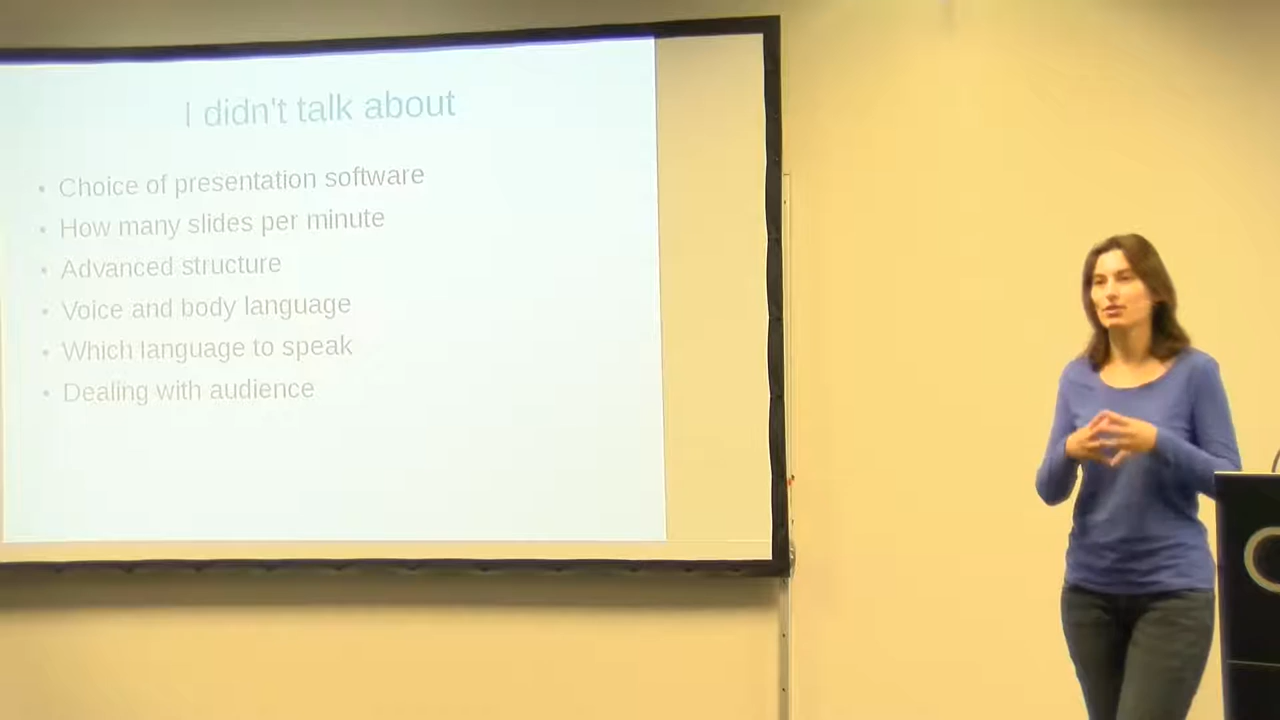 I didn't talk about
• Choice of presentation software
• How many slides per minute
• Advanced structure
• Voice and body language
• Which language to speak
• Dealing with audience